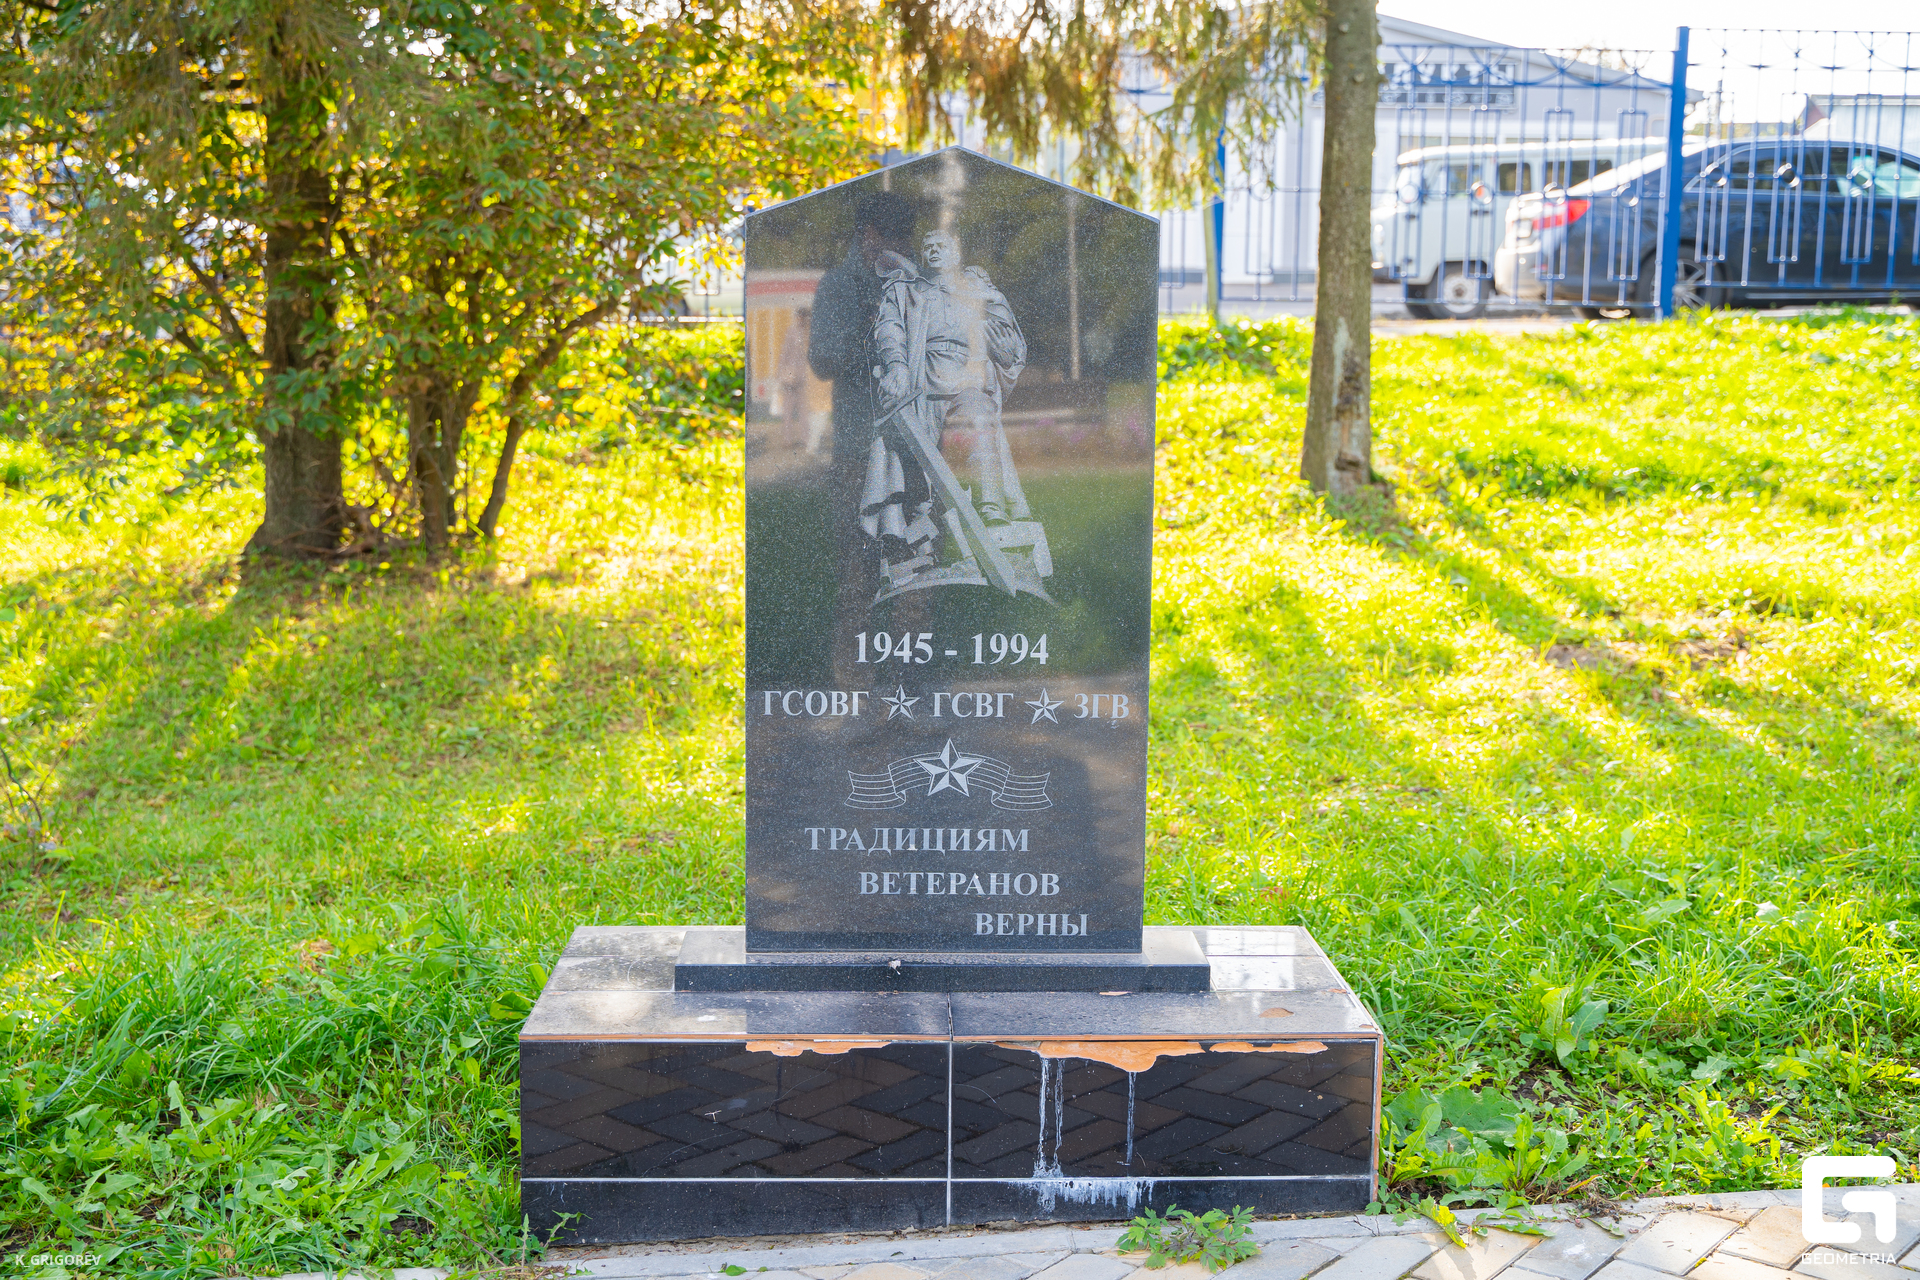 1945 - 1994
ГСОВГ ГСВГ ЗГВ
ТРАДИЦИЯМ
ВЕТЕРАНОВ
ВЕРНЫ
K. GRIGOREV
GEOMETRIA